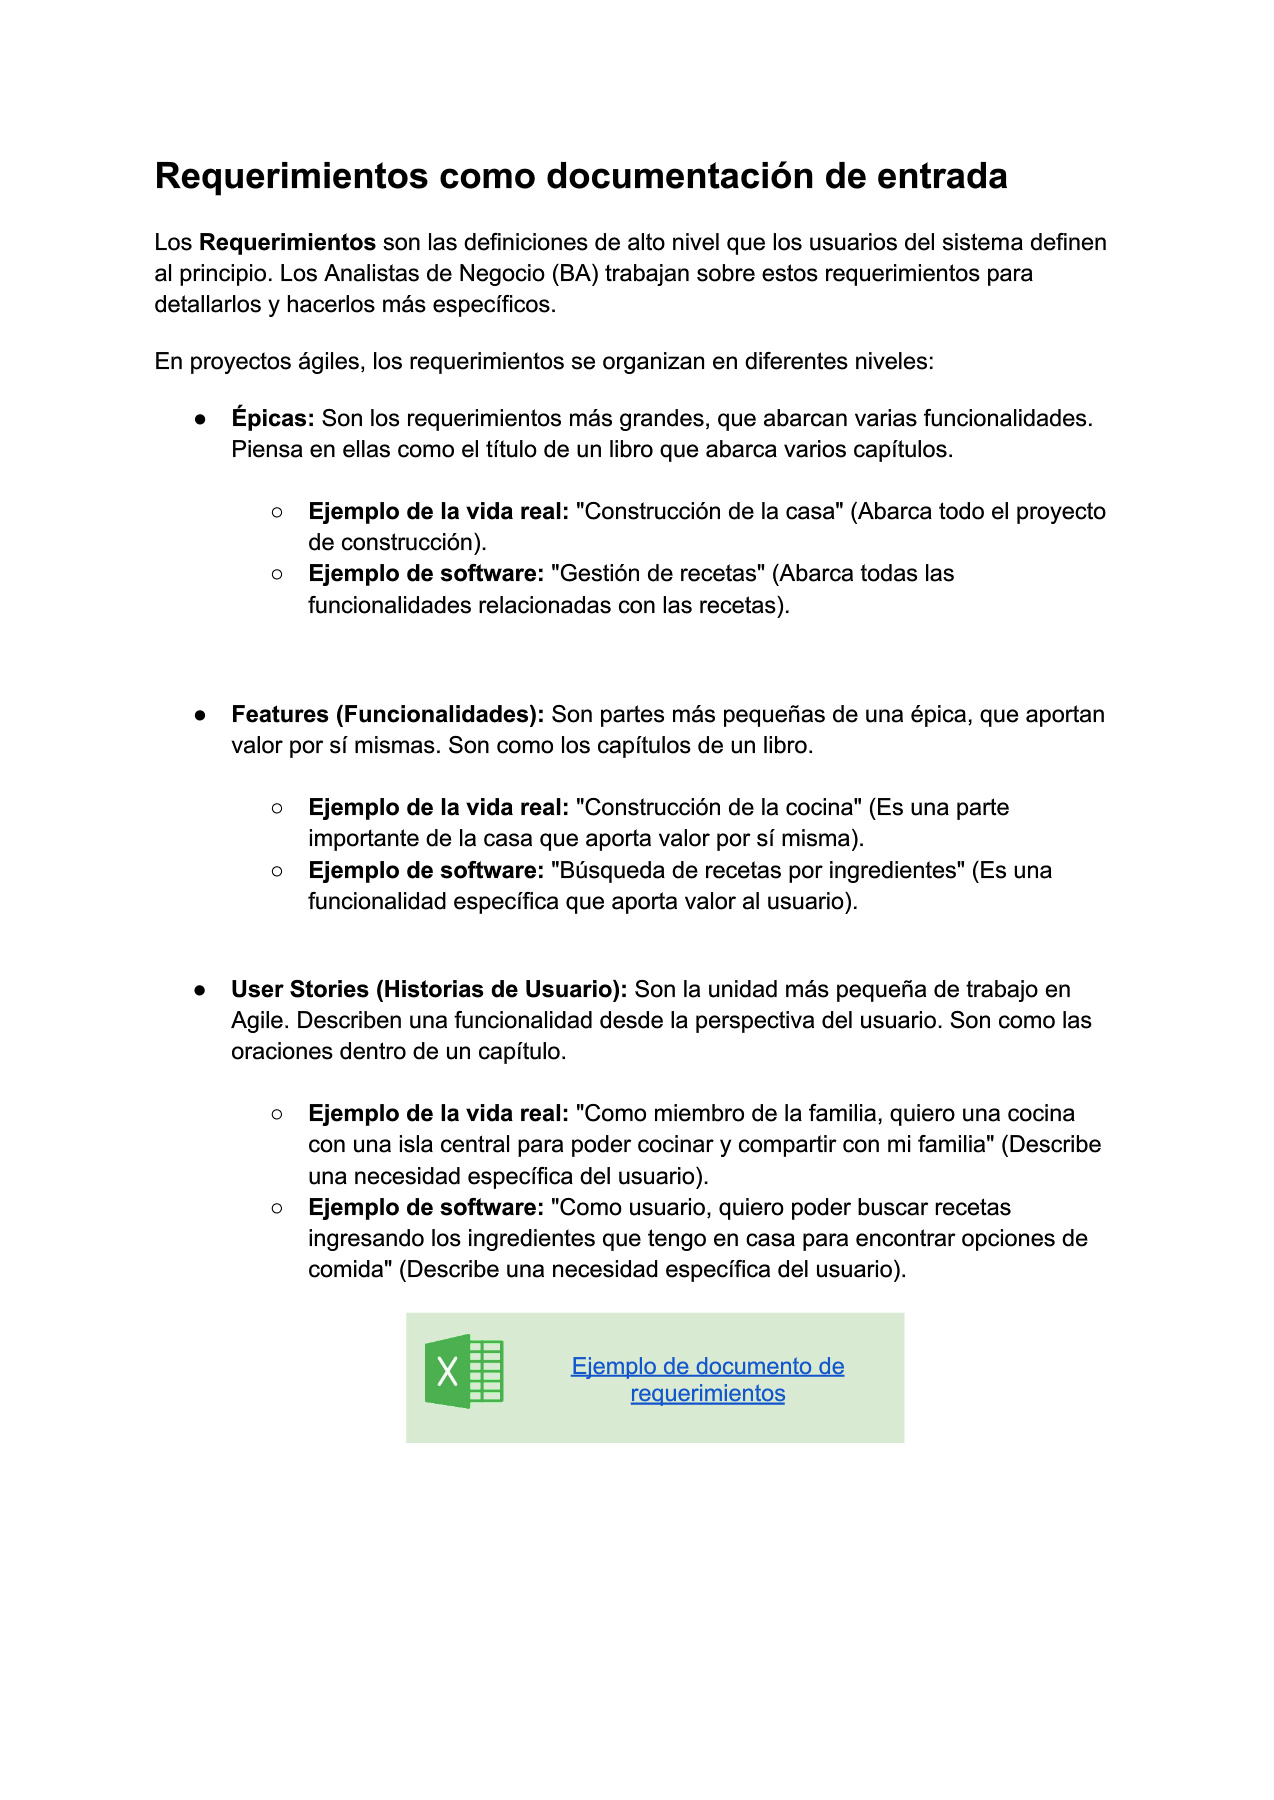 Requerimientos como documentación de entrada
Los Requerimientos son las definiciones de alto nivel que los usuarios del sistema definen
al principio. Los Analistas de Negocio (BA) trabajan sobre estos requerimientos para
detallarlos y hacerlos más específicos.
En proyectos ágiles, los requerimientos se organizan en diferentes niveles:
● Épicas: Son los requerimientos más grandes, que abarcan varias funcionalidades.
Piensa en ellas como el título de un libro que abarca varios capítulos.
○ Ejemplo de la vida real: "Construcción de la casa" (Abarca todo el proyecto
de construcción).
○ Ejemplo de software: "Gestión de recetas" (Abarca todas las
funcionalidades relacionadas con las recetas).
● Features (Funcionalidades): Son partes más pequeñas de una épica, que aportan
valor por sí mismas. Son como los capítulos de un libro.
○ Ejemplo de la vida real: "Construcción de la cocina" (Es una parte
importante de la casa que aporta valor por sí misma).
○ Ejemplo de software: "Búsqueda de recetas por ingredientes" (Es una
funcionalidad específica que aporta valor al usuario).
● User Stories (Historias de Usuario): Son la unidad más pequeña de trabajo en
Agile. Describen una funcionalidad desde la perspectiva del usuario. Son como las
oraciones dentro de un capítulo.
○ Ejemplo de la vida real: "Como miembro de la familia, quiero una cocina
con una isla central para poder cocinar y compartir con mi familia" (Describe
una necesidad específica del usuario).
○ Ejemplo de software: "Como usuario, quiero poder buscar recetas
ingresando los ingredientes que tengo en casa para encontrar opciones de
comida" (Describe una necesidad específica del usuario).
X
Ejemplo de documento de
requerimientos